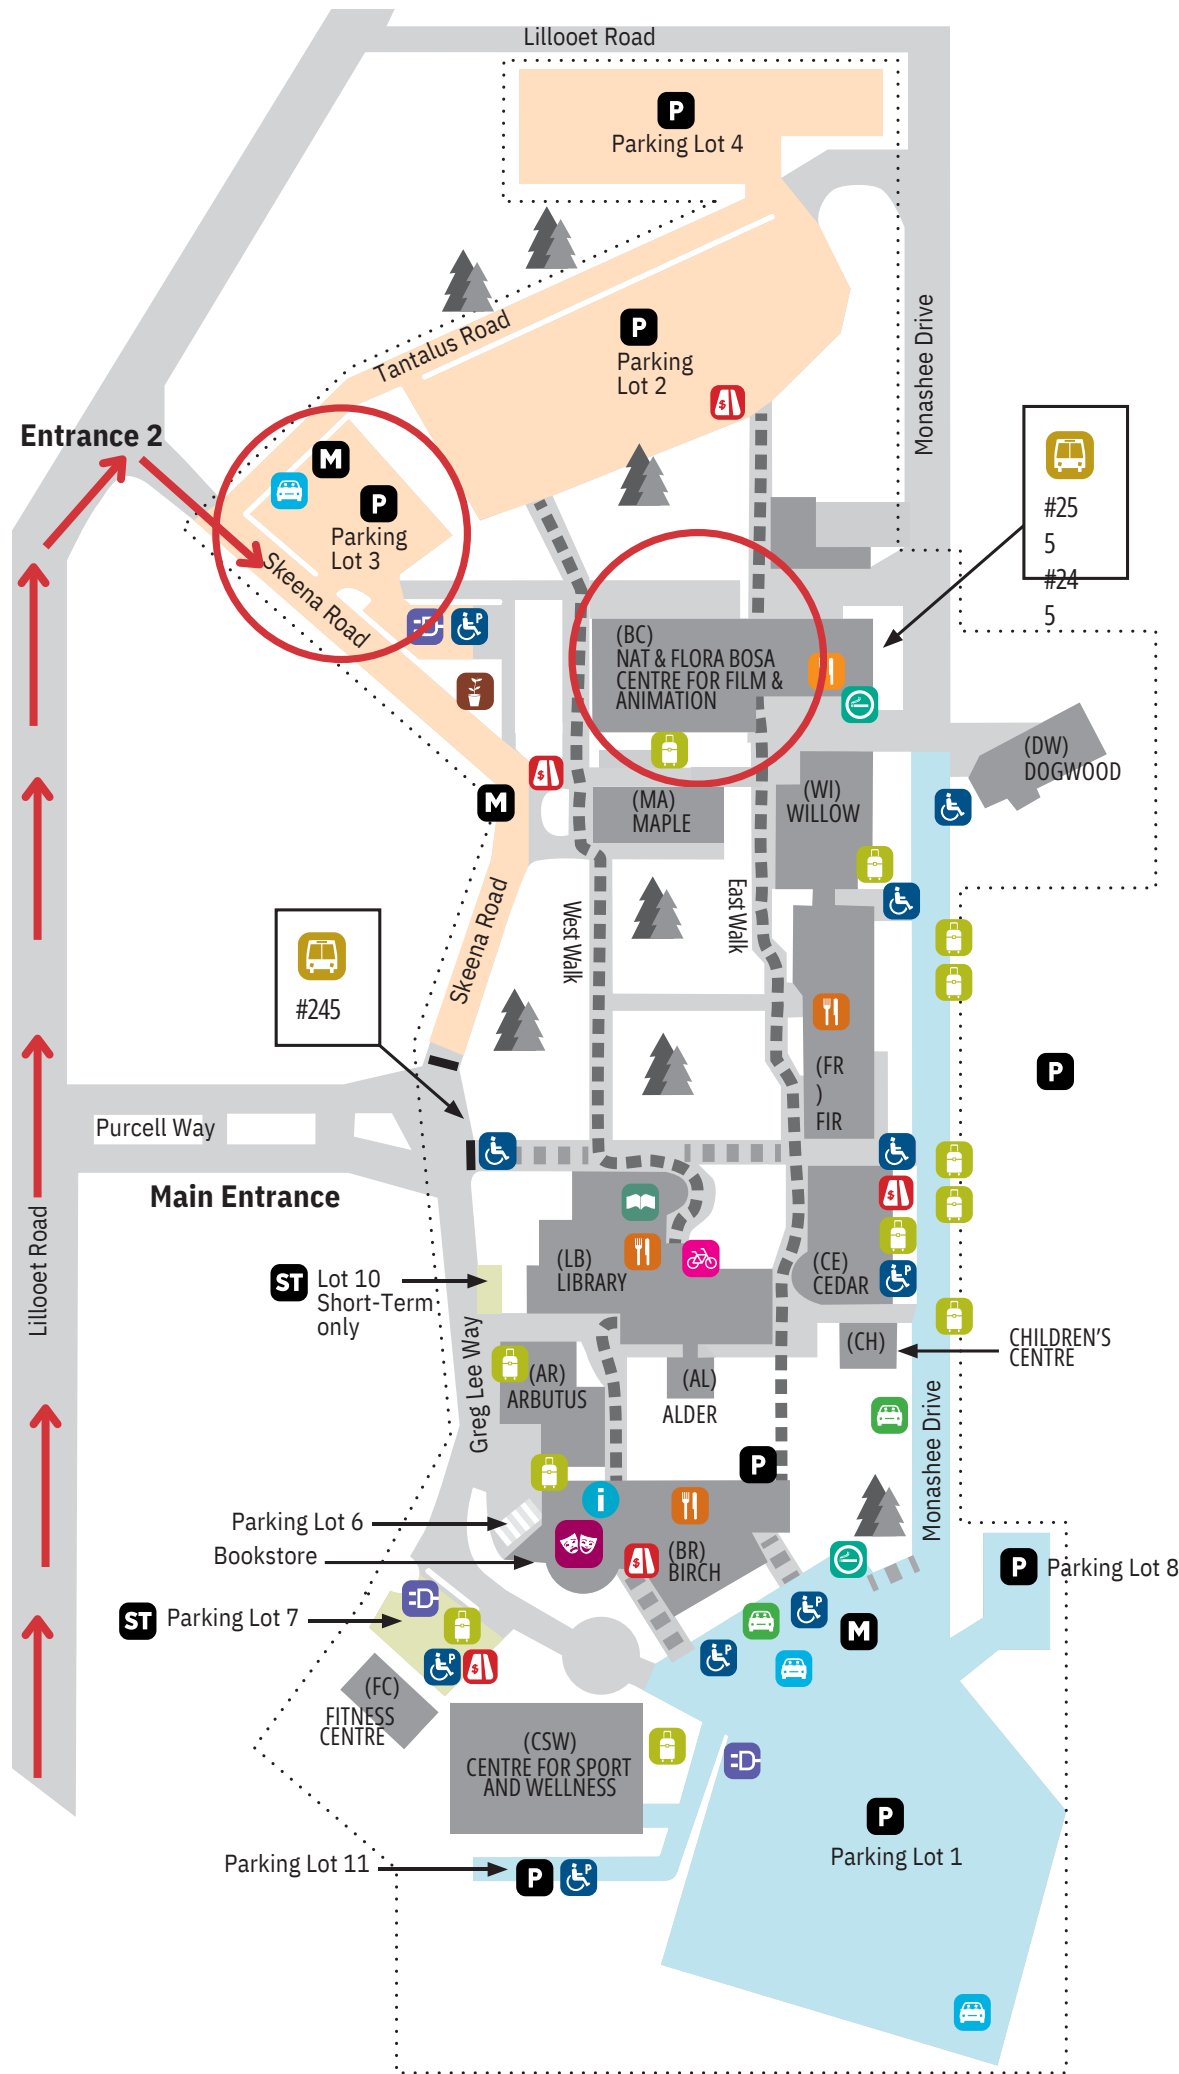 Lillooet Road
P
Parking Lot 4
P
Parking
Lot 2
Tantalus Road
Monashee Drive
Entrance 2
M
P
Parking
Lot 3
Skeena Road
#25
5
#24
5
$
P
(BC)
NAT & FLORA BOSA
CENTRE FOR FILM &
ANIMATION
(DW)
DOGWOOD
$
M
(MA)
MAPLE
(WI)
WILLOW
#245
Skeena Road
West Walk
East Walk
(FR
)
FIR
P
Purcell Way
Main Entrance
Lillooet Road
ST
Lot 10
Short-Term
only
(LB)
LIBRARY
$
(CE)
CEDAR
P
(CH)
CHILDREN'S
CENTRE
Greg Lee Way
(AR)
ARBUTUS
(AL)
ALDER
Monashee Drive
P
i
Parking Lot 6
Bookstore
$
(BR)
BIRCH
P
Parking Lot 8
ST
Parking Lot 7
P
$
P
P
M
(FC)
FITNESS
CENTRE
(CSW)
CENTRE FOR SPORT
AND WELLNESS
P
Parking Lot 1
Parking Lot 11
P